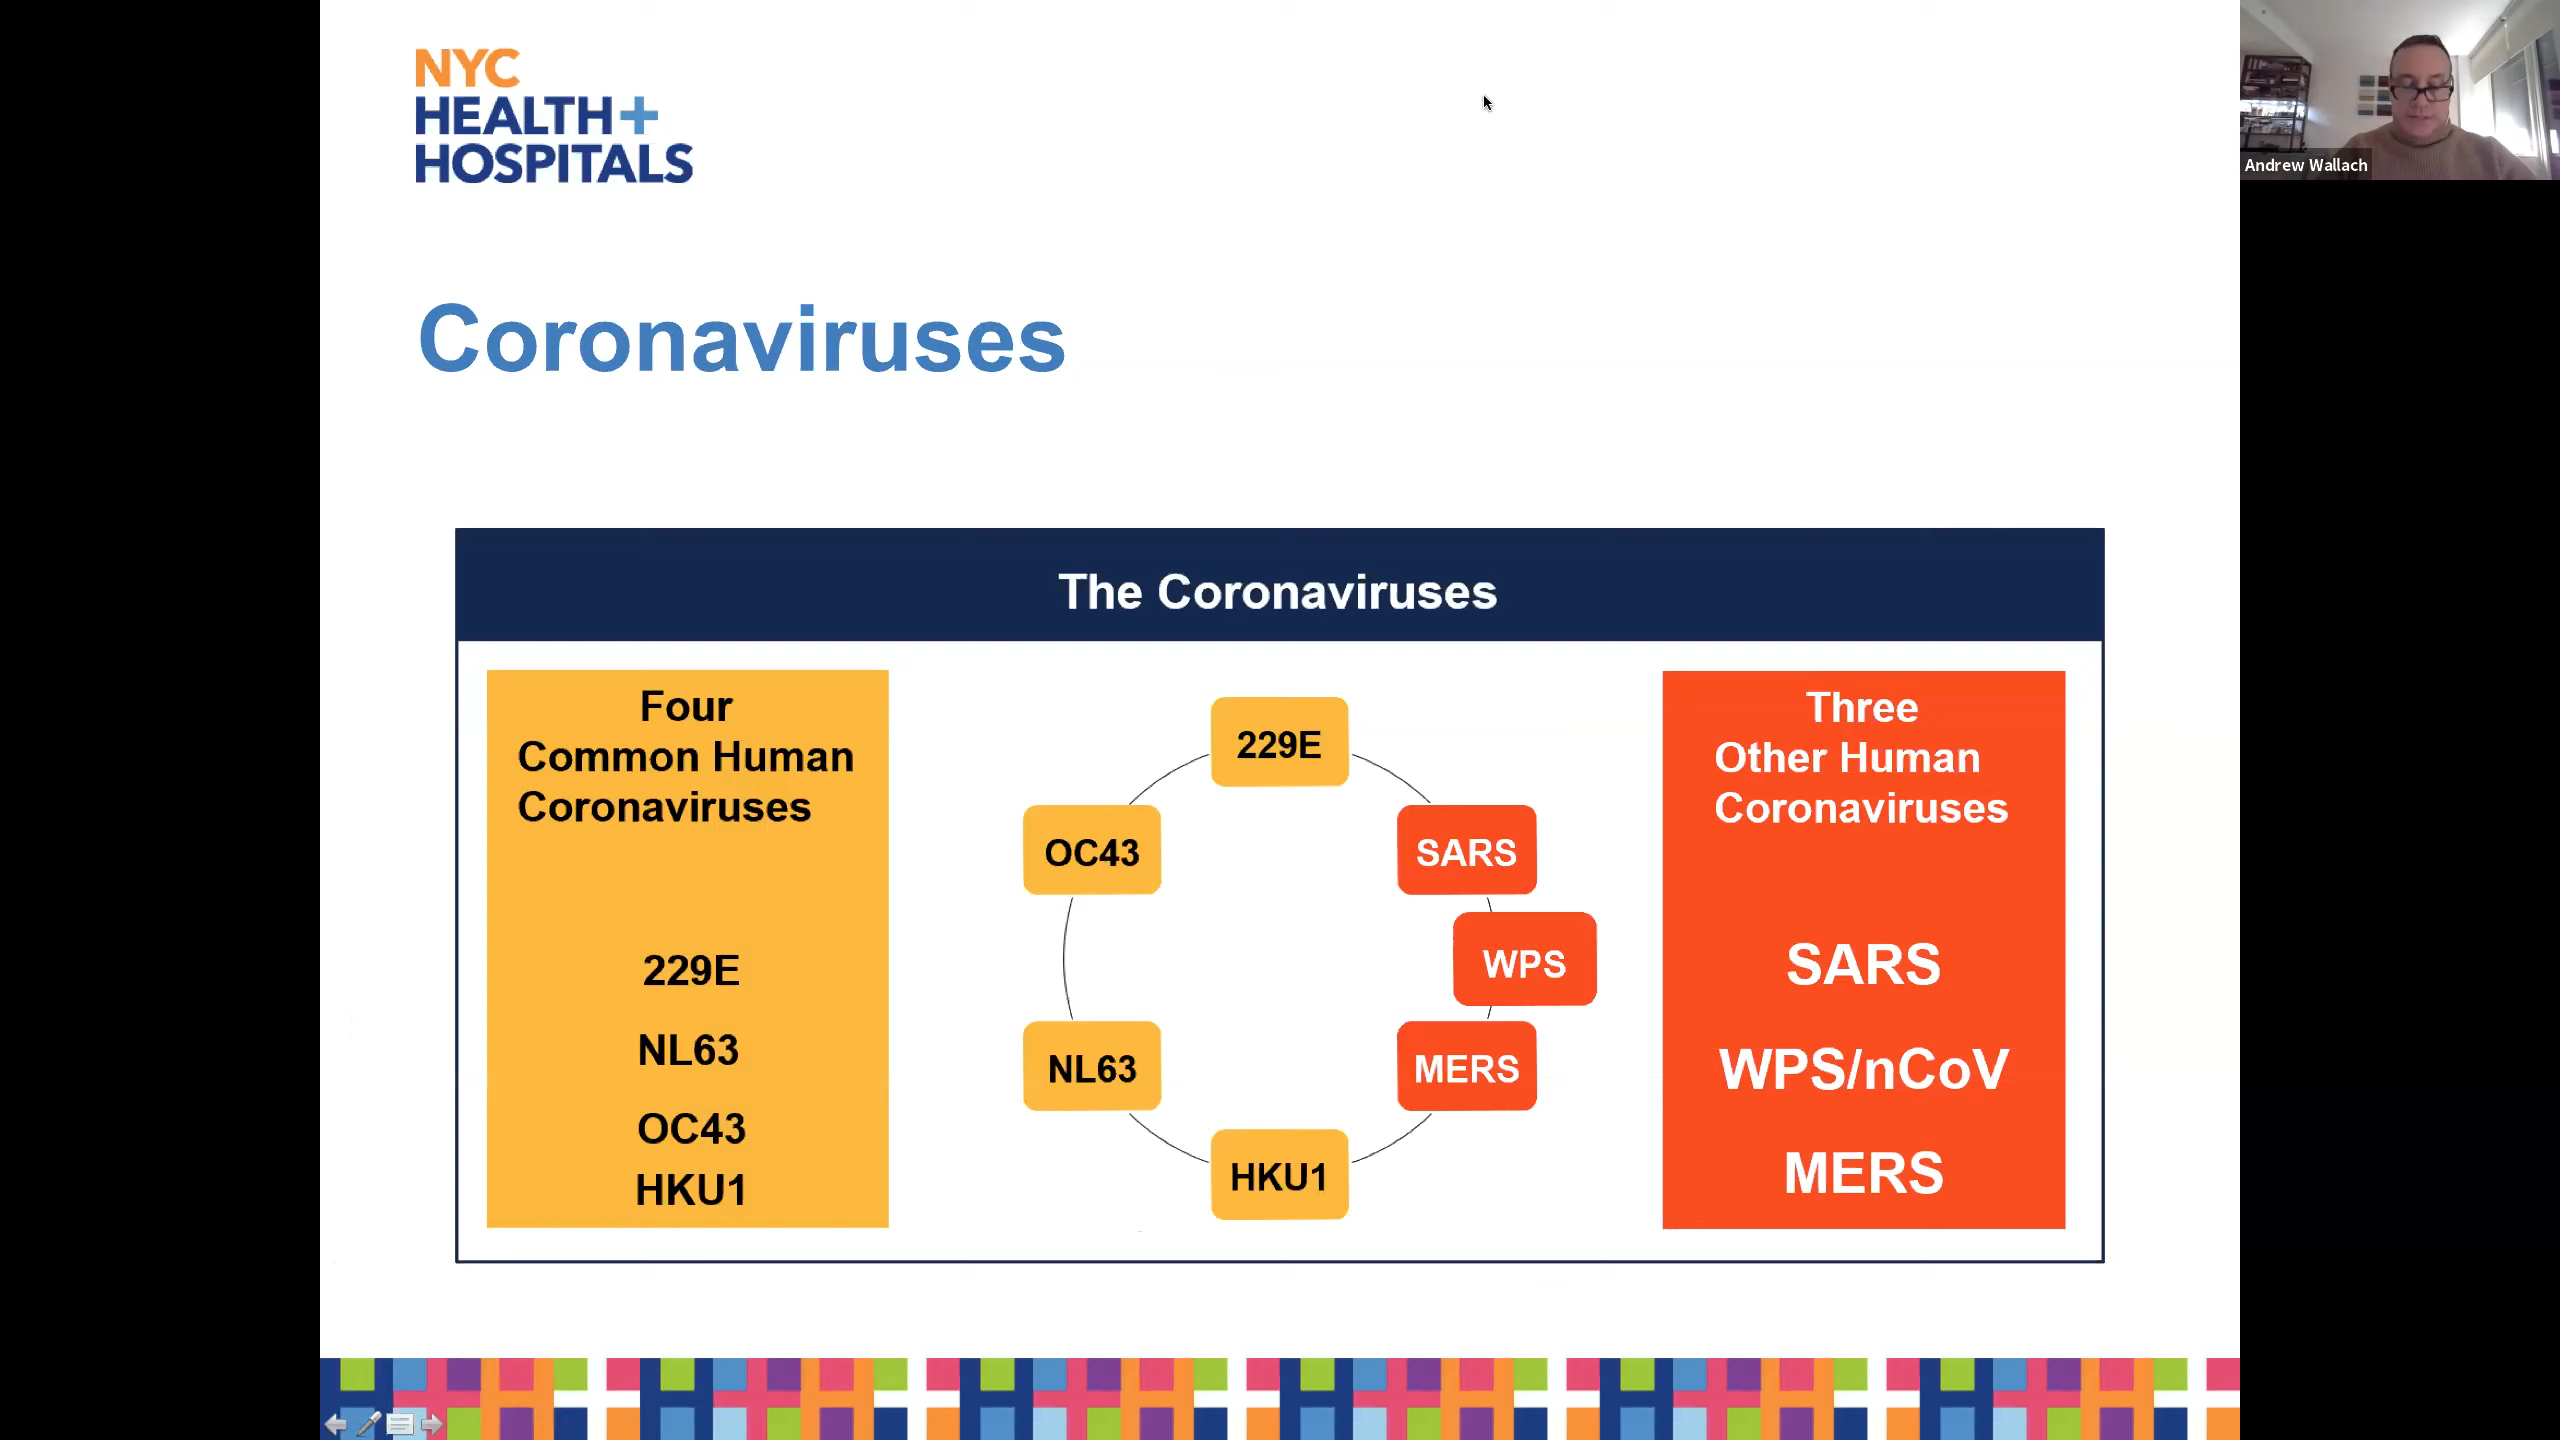 NYC
HEALTH+
HOSPITALS
Andrew Wallach
Coronaviruses
The Coronaviruses
Four
Common Human
Coronaviruses
229E
NL63
OC43
HKU1
229E
OC43
SARS
WPS
NL63
MERS
HKU1
Three
Other Human
Coronaviruses
SARS
WPS/nCoV
MERS